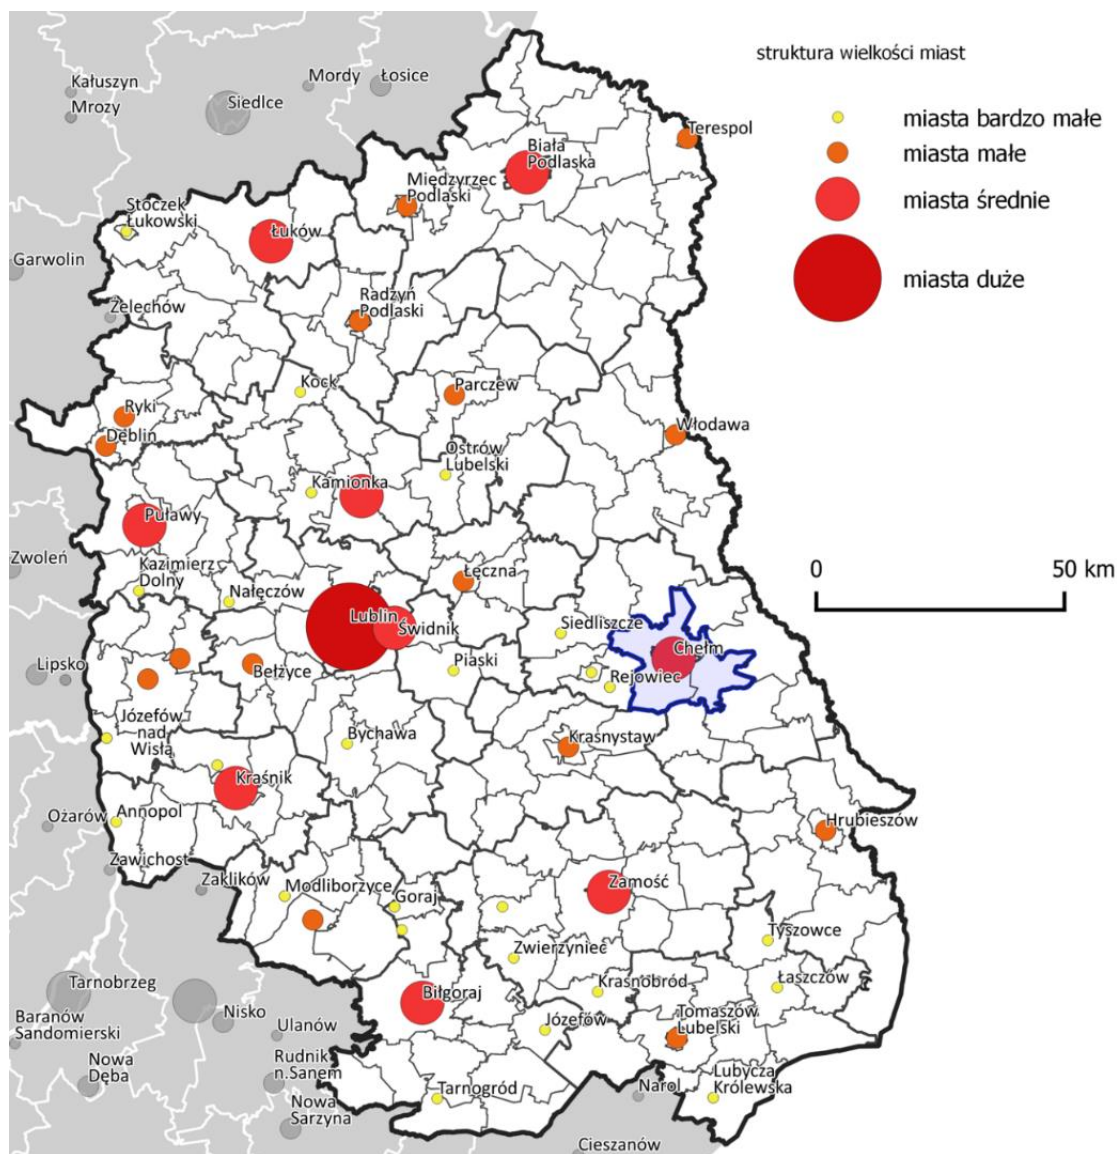 struktura wielkości miast
miasta bardzo małe
miasta małe
miasta średnie
miasta duże
0
50 km
Kałuszyn
Mrozy
Mordy
Łosice
Siedlce
Terespol
Biała
Podlaska
Międzyrzec
Podlaski
Stoczek
Łukowski
Łuków
Garwolin
Żelechów
Radzyń
Podlaski
Kock
Parczew
Ryki
Dęblin
Włodawa
Ostrów
Lubelski
Kamionka
Puławy
Zwoleń
Kazimierz
Dolny
Nałęczów
Łęczna
Lublin
Świdnik
Siedliszcze
Chełm
Lipsko
Bełżyce
Piaski
Rejowiec
Józefów
nad
Wisłą
Bychawa
Krasnystaw
Kraśnik
Ożarów
Annopol
Hrubieszów
Zawichost
Zaklików
Modliborzyce
Goraj
Zamość
Tyszowce
Zwierzyniec
Krasnobród
Łaszczów
Tarnobrzeg
Biłgoraj
Baranów
Sandomierski
Nisko
Ulanów
Józefów
Tomaszów
Lubelski
Nowa
Dęba
Rudnik
n.Sanem
Lubycza
Królewska
Narol
Tarnogród
Nowa
Sarzyna
Cieszanów